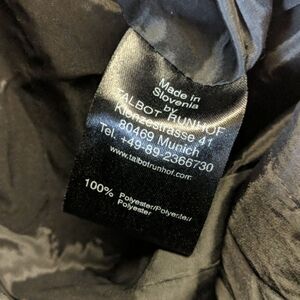 Made in
Slovenia
by
TALBOT RUNHOF
Klenzestrasse 41
80469 Munich
Tel. +49-89-2366730
www.talbotrunhof.com
100% Polyester/Polyester/
Polyester